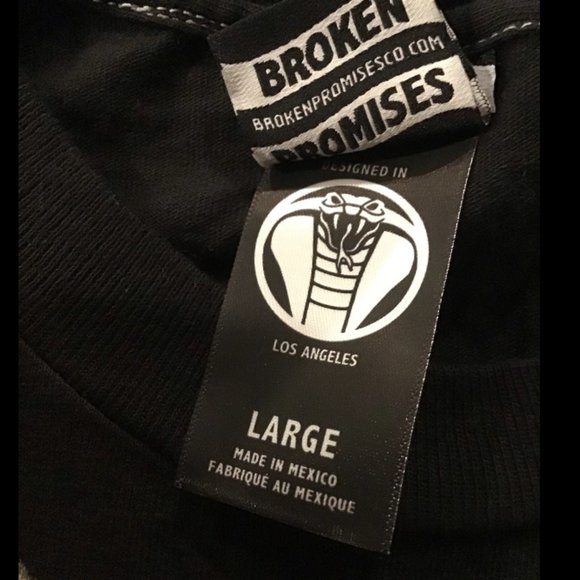 BROKEN
BROKENPROMISESCO.COM
PROMISES
DESIGNED IN
LOS ANGELES
LARGE
MADE IN MEXICO
FABRIQUÉ AU MEXIQUE